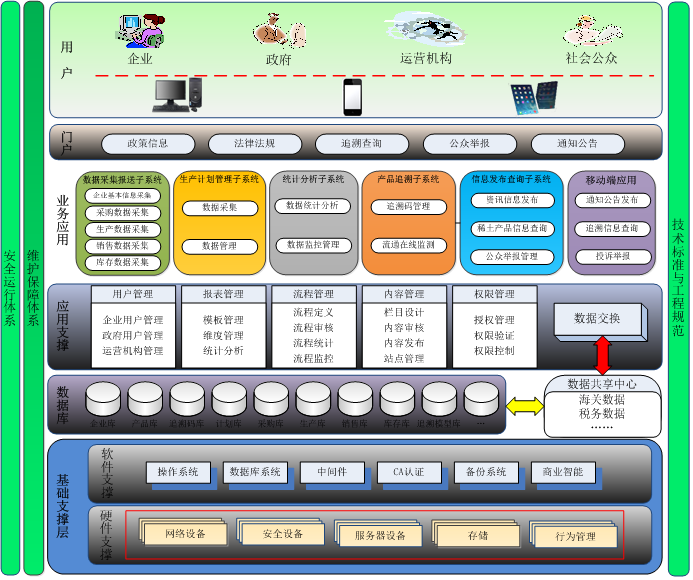 安全运行体系
维护保障体系
用户
企业
政府
运营机构
社会公众
门户
政策信息
法律法规
追溯查询
公众举报
通知公告
业务应用
数据采集报送子系统
企业基本信息采集
采购数据采集
生产数据采集
销售数据采集
库存数据采集
生产计划管理子系统
数据采集
数据管理
统计分析子系统
数据统计分析
数据监控管理
产品追溯子系统
追溯码管理
流通在线监测
信息发布查询子系统
资讯信息发布
稀土产品信息查询
公众举报管理
移动端应用
通知公告发布
追溯信息查询
投诉举报
应用支撑
用户管理
企业用户管理
政府用户管理
运营机构管理
报表管理
模板管理
维度管理
统计分析
流程管理
流程定义
流程审核
流程统计
流程监控
内容管理
栏目设计
内容审核
内容发布
站点管理
权限管理
授权管理
权限验证
权限控制
数据交换
数据库
企业库
产品库
追溯码库
计划库
采购库
生产库
销售库
库存库
追溯模型库
...
数据共享中心
海关数据
税务数据
......
基础支撑层
软件支撑
操作系统
数据库系统
中间件
CA认证
备份系统
商业智能
硬件支撑
网络设备
安全设备
服务器设备
存储
行为管理
技术标准与工程规范